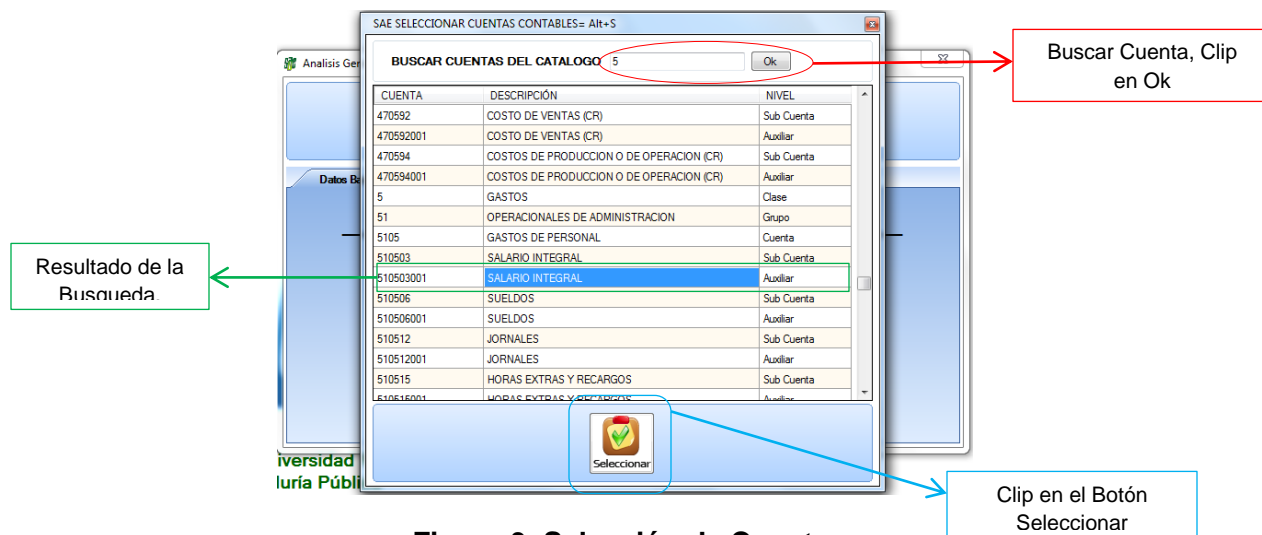 SAE SELECCIONAR CUENTAS CONTABLES= Alt+S
Analisis Ger
BUSCAR CUENTAS DEL CATALOGO 5 Ok
Buscar Cuenta, Clip
en Ok
CUENTA DESCRIPCIÓN NIVEL
470592 COSTO DE VENTAS (CR) Sub Cuenta
470592001 COSTO DE VENTAS (CR) Auxiliar
470594 COSTOS DE PRODUCCION O DE OPERACION (CR) Sub Cuenta
470594001 COSTOS DE PRODUCCION O DE OPERACION (CR) Auxiliar
Datos Ba
5 GASTOS Clase
51 OPERACIONALES DE ADMINISTRACION Grupo
5105 GASTOS DE PERSONAL Cuenta
510503 SALARIO INTEGRAL Sub Cuenta
510503001 SALARIO INTEGRAL Auxiliar
510506 SUELDOS Sub Cuenta
510506001 SUELDOS Auxiliar
510512 JORNALES Sub Cuenta
510512001 JORNALES Auxiliar
510515 HORAS EXTRAS Y RECARGOS Sub Cuenta
510515001 HORAS EXTRAS Y RECARGOS Auxiliar
Resultado de la
Busqueda.
Seleccionar
iversidad
luría Públi
Clip en el Botón
Seleccionar